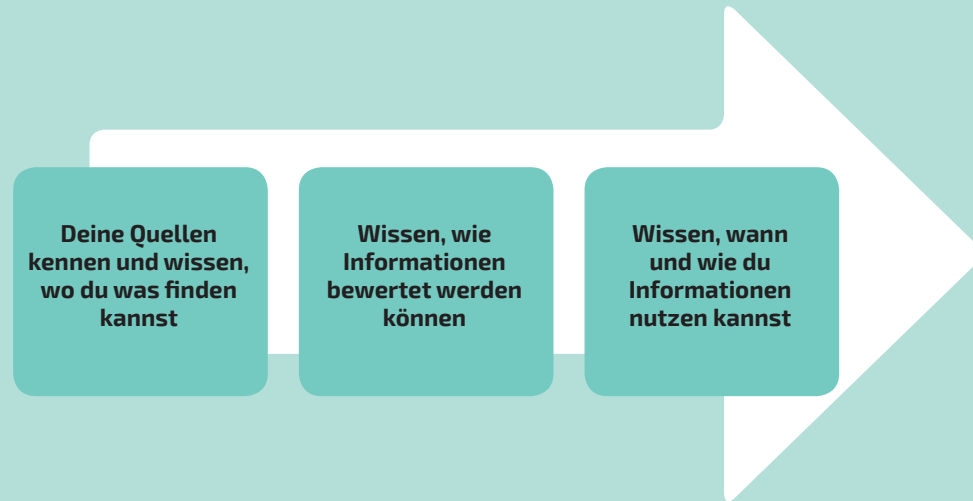 Deine Quellen
kennen und wissen,
wo du was finden
kannst
Wissen, wie
Informationen
bewertet werden
können
Wissen, wann
und wie du
Informationen
nutzen kannst